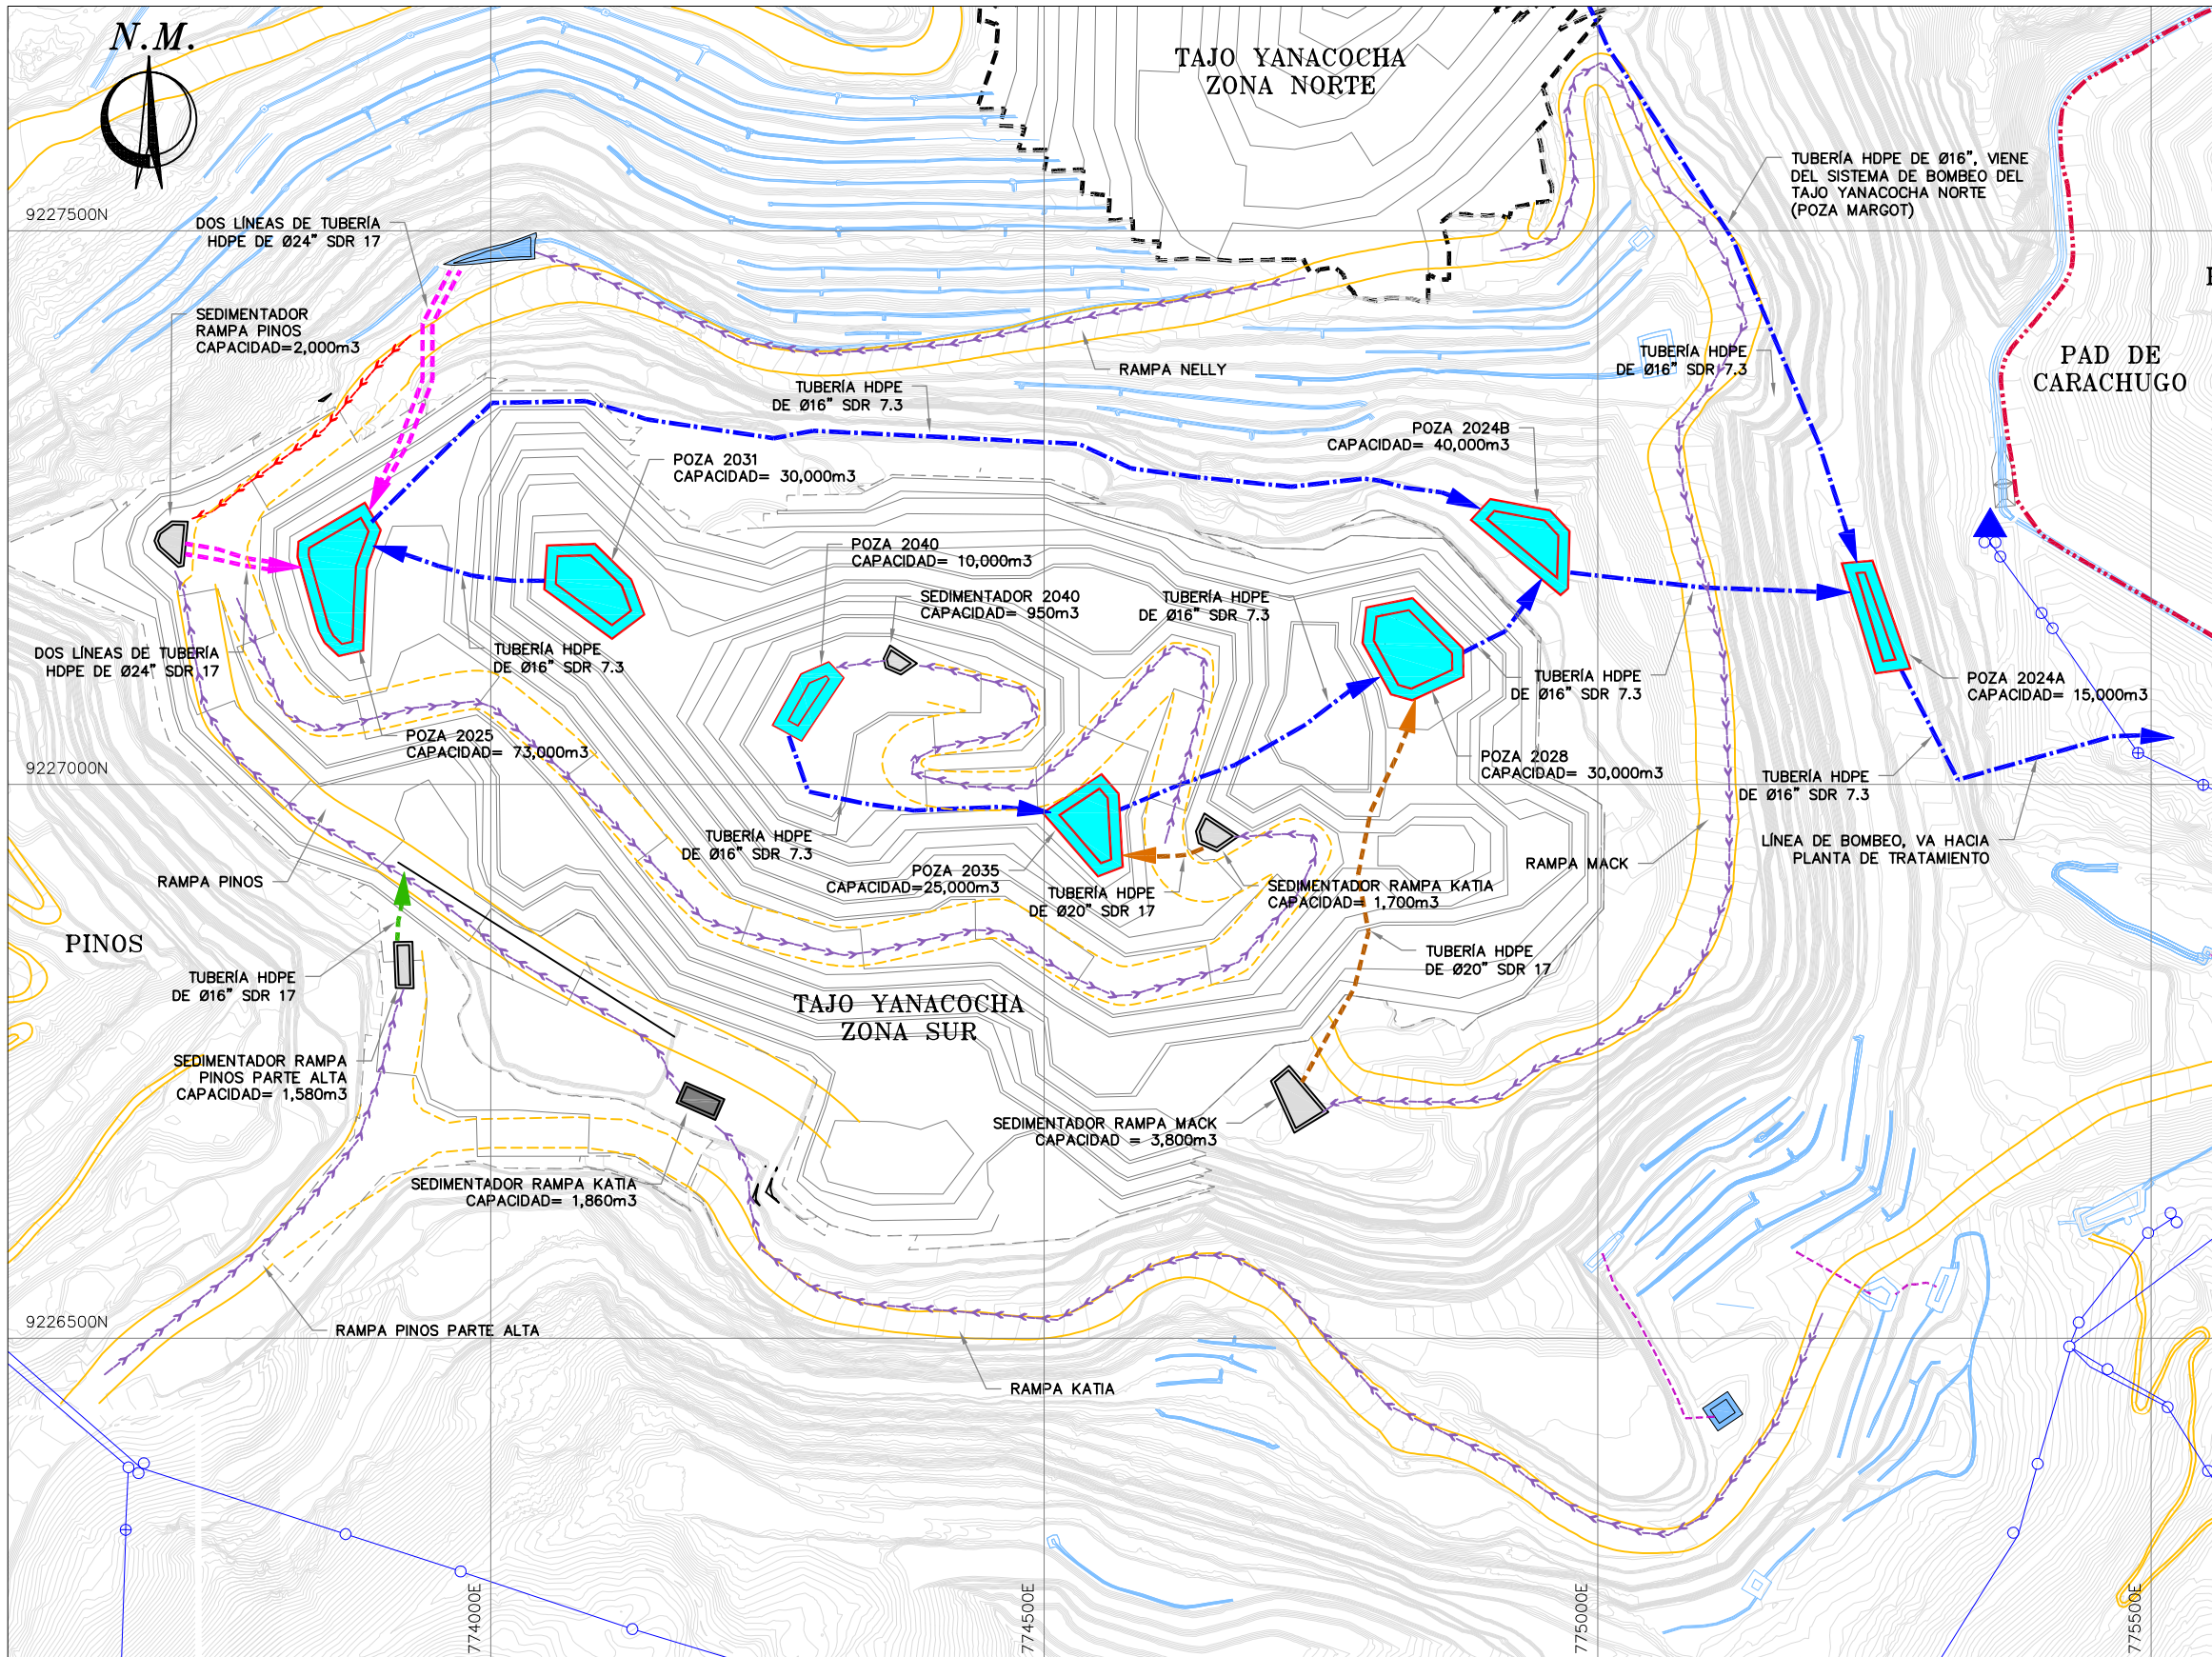 N.M.
TAJO YANACOCHA
ZONA NORTE
TUBERÍA HDPE DE Ø16", VIENE
DEL SISTEMA DE BOMBEO DEL
TAJO YANACOCHA NORTE
(POZA MARGOT)
9227500N
DOS LÍNEAS DE TUBERÍA
HDPE DE Ø24" SDR 17
SEDIMENTADOR
RAMPA PINOS
CAPACIDAD=2,000m3
RAMPA NELLY
TUBERÍA HDPE
DE Ø16" SDR 7.3
TUBERÍA HDPE
DE Ø16" SDR 7.3
PAD DE
CARACHUGO
POZA 2024B
CAPACIDAD= 40,000m3
POZA 2031
CAPACIDAD= 30,000m3
POZA 2040
CAPACIDAD= 10,000m3
SEDIMENTADOR 2040
CAPACIDAD= 950m3
TUBERÍA HDPE
DE Ø16" SDR 7.3
DOS LÍNEAS DE TUBERÍA
HDPE DE Ø24" SDR 17
TUBERÍA HDPE
DE Ø16" SDR 7.3
TUBERÍA HDPE
DE Ø16" SDR 7.3
POZA 2024A
CAPACIDAD= 15,000m3
POZA 2025
CAPACIDAD= 73,000m3
POZA 2028
CAPACIDAD= 30,000m3
9227000N
TUBERÍA HDPE
DE Ø16" SDR 7.3
TUBERÍA HDPE
DE Ø16" SDR 7.3
LÍNEA DE BOMBEO, VA HACIA
PLANTA DE TRATAMIENTO
RAMPA MACK
POZA 2035
CAPACIDAD=25,000m3
RAMPA PINOS
TUBERÍA HDPE
DE Ø20" SDR 17
SEDIMENTADOR RAMPA KATIA
CAPACIDAD= 1,700m3
PINOS
TUBERÍA HDPE
DE Ø20" SDR 17
TUBERÍA HDPE
DE Ø16" SDR 17
TAJO YANACOCHA
ZONA SUR
SEDIMENTADOR RAMPA
PINOS PARTE ALTA
CAPACIDAD= 1,580m3
SEDIMENTADOR RAMPA MACK
CAPACIDAD = 3,800m3
SEDIMENTADOR RAMPA KATIA
CAPACIDAD= 1,860m3
9226500N
RAMPA PINOS PARTE ALTA
RAMPA KATIA
774000E
774500E
775000E
775500E